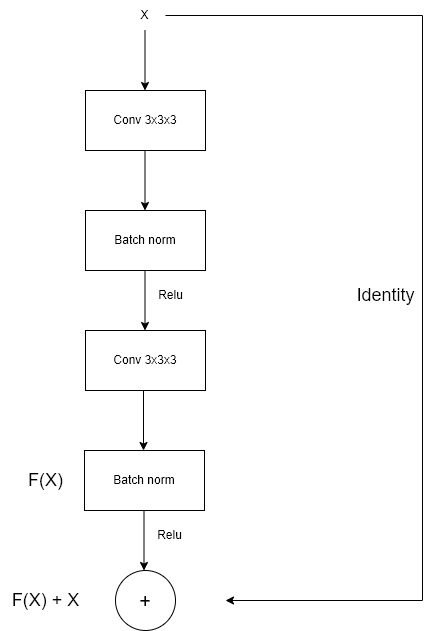 X
Conv 3x3x3
Batch norm
Relu
Identity
Conv 3x3x3
F(X)
Batch norm
Relu
F(X) + X
+